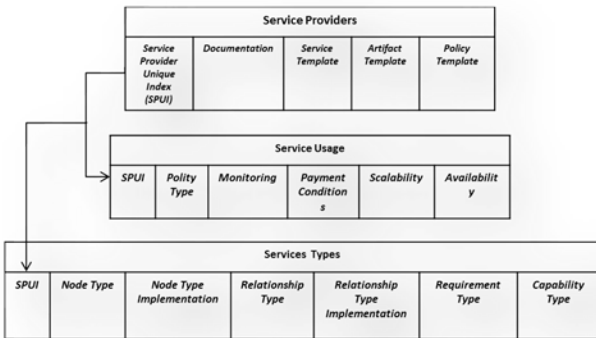 Service Providers
Service Documentation Service Artifact Policy
Provider Template Template Template
Unique
Index
(SPUI)
Service Usage
SPUI Polity Monitoring Payment Scalability Availabilit
Type Condition y
s
Services Types
SPUI Node Type Node Type Relationship Relationship Requirement Capability
Implementation Type Type Type Type
Implementation